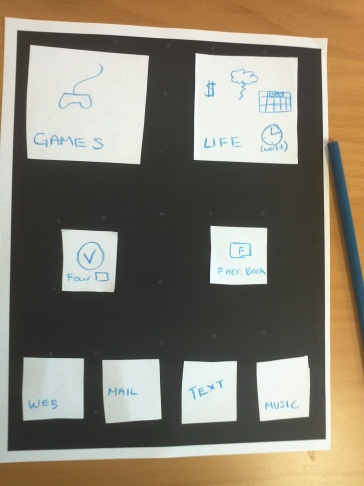 $
GAMES
LIFE
(world)
V
FOUR
F
FACEBOOK
WEB
MAIL
TEXT
MUSIC